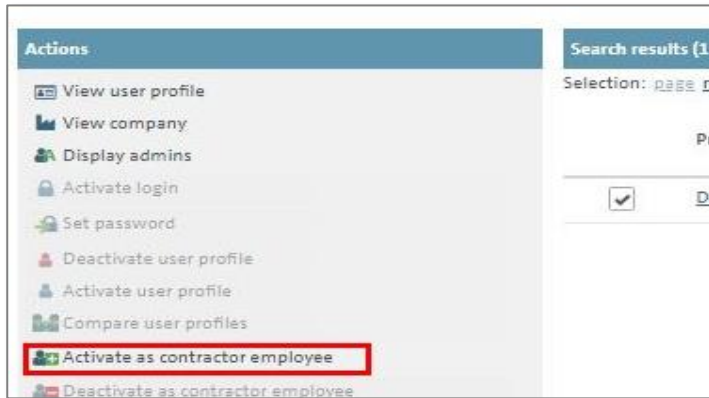 Actions
View user profile
View company
Display admins
Activate login
Set password
Deactivate user profile
Activate user profile
Compare user profiles
Activate as contractor employee
Deactivate as contractor employee
Search results (1
Selection: page